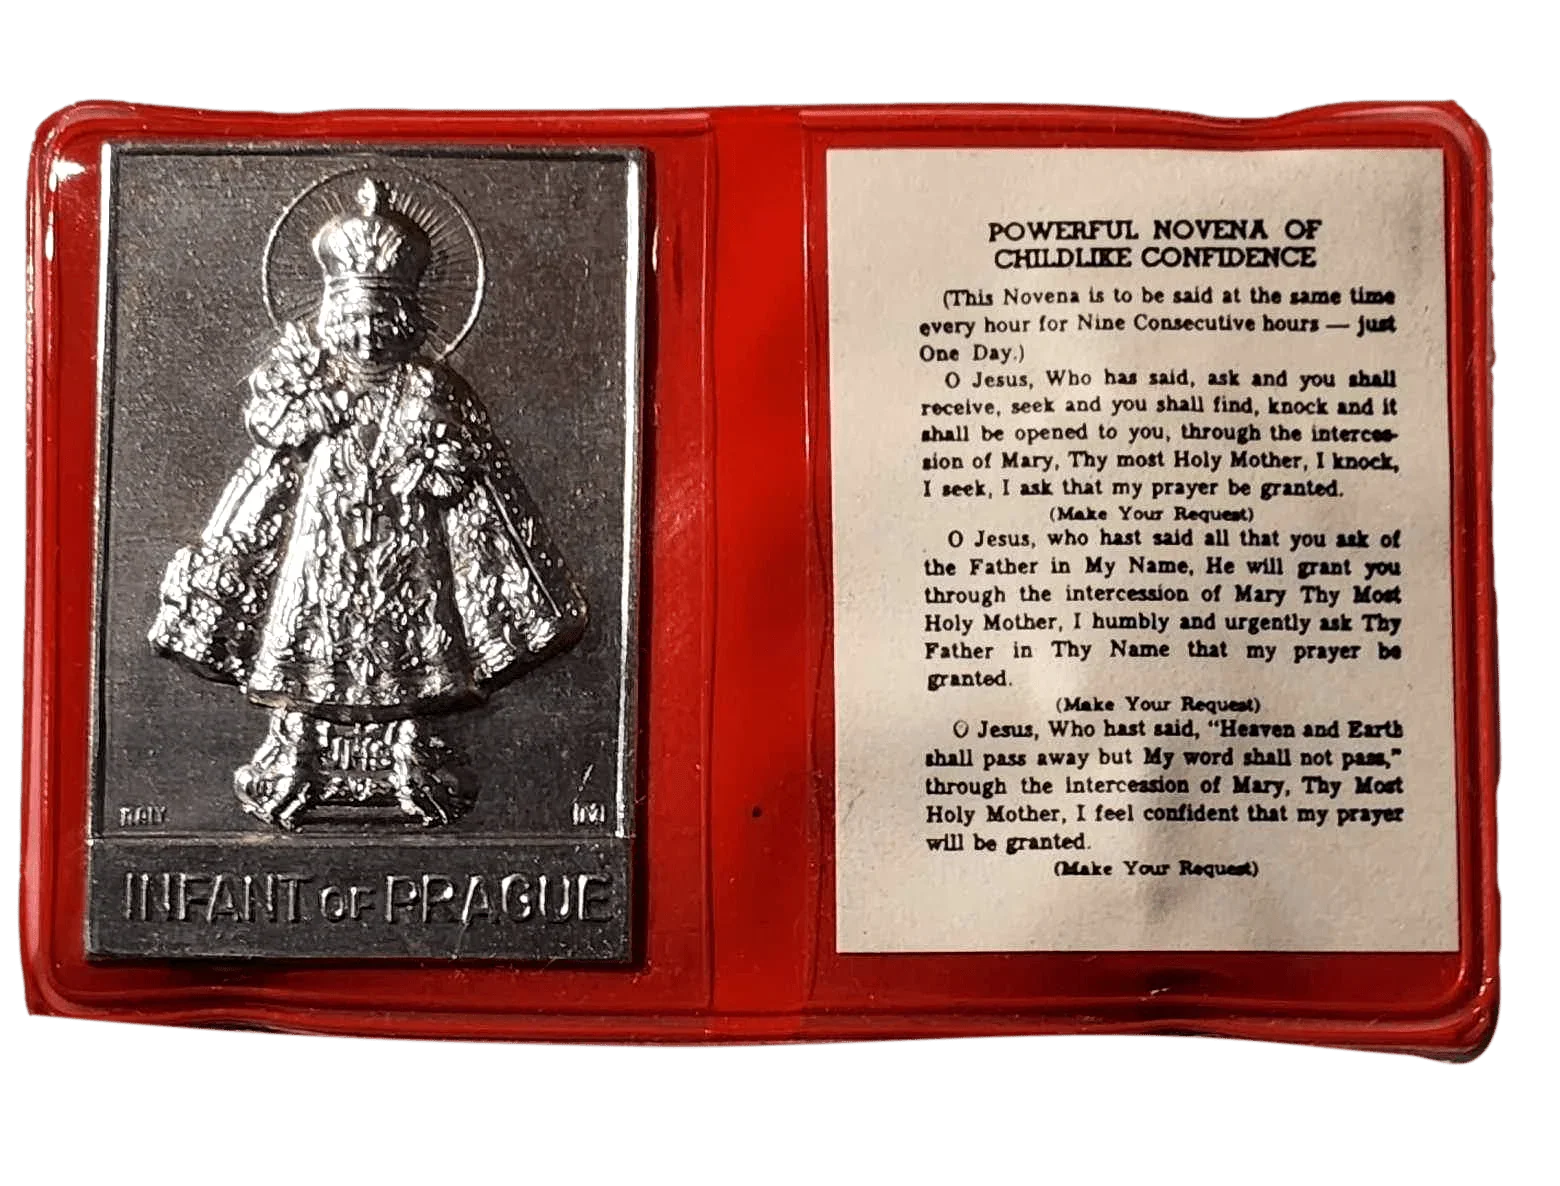 ITALY
INFANT OF PRAGUE
POWERFUL NOVENA OF
CHILDLIKE CONFIDENCE
(This Novena is to be said at the same time
every hour for Nine Consecutive hours — just
One Day.)
O Jesus, Who has said, ask and you shall
receive, seek and you shall find, knock and it
shall be opened to you, through the interces-
sion of Mary, Thy most Holy Mother, I knock,
I seek, I ask that my prayer be granted.
(Make Your Request)
O Jesus, who hast said all that you ask of
the Father in My Name, He will grant you
through the intercession of Mary Thy Most
Holy Mother, I humbly and urgently ask Thy
Father in Thy Name that my prayer be
granted.
(Make Your Request)
O Jesus, Who hast said, “Heaven and Earth
shall pass away but My word shall not pass,”
through the intercession of Mary, Thy Most
Holy Mother, I feel confident that my prayer
will be granted.
(Make Your Request)